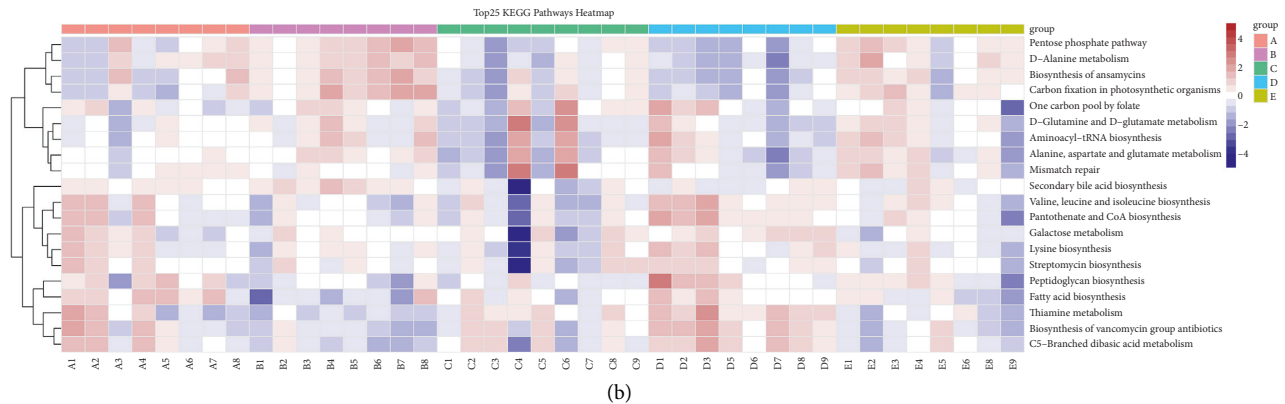 Top25 KEGG Pathways Heatmap
group
Pentose phosphate pathway
D–Alanine metabolism
Biosynthesis of ansamycins
Carbon fixation in photosynthetic organisms
One carbon pool by folate
D–Glutamine and D–glutamate metabolism
Aminoacyl–tRNA biosynthesis
Alanine, aspartate and glutamate metabolism
Mismatch repair
Secondary bile acid biosynthesis
Valine, leucine and isoleucine biosynthesis
Pantothenate and CoA biosynthesis
Galactose metabolism
Lysine biosynthesis
Streptomycin biosynthesis
Peptidoglycan biosynthesis
Fatty acid biosynthesis
Thiamine metabolism
Biosynthesis of vancomycin group antibiotics
C5–Branched dibasic acid metabolism
4
2
0
−2
−4
group
A
B
C
D
E
A1 A2 A3 A4 A5 A6 A7 A8 B1 B2 B3 B4 B5 B6 B7 B8 C1 C2 C3 C4 C5 C6 C7 C8 C9 D1 D2 D3 D5 D6 D7 D8 D9 E1 E2 E3 E4 E5 E6 E8 E9
(b)